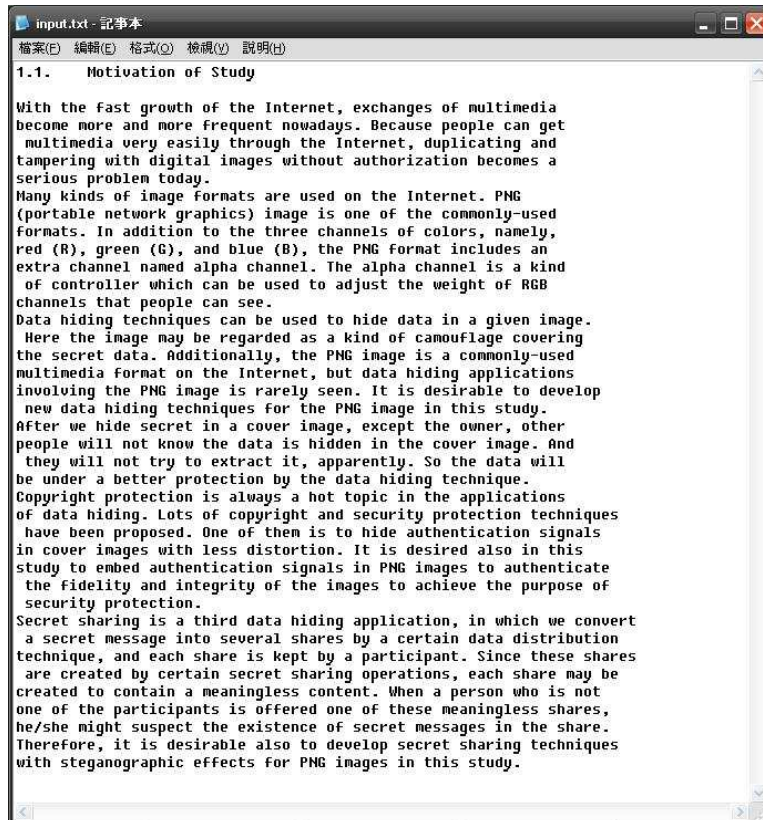 input.txt - 記事本
檔案(F) 編輯(E) 格式(O) 檢視(V) 說明(H)
1.1. Motivation of Study
With the fast growth of the Internet, exchanges of multimedia
become more and more frequent nowadays. Because people can get
multimedia very easily through the Internet, duplicating and
tampering with digital images without authorization becomes a
serious problem today.
Many kinds of image formats are used on the Internet. PNG
(portable network graphics) image is one of the commonly-used
formats. In addition to the three channels of colors, namely,
red (R), green (G), and blue (B), the PNG format includes an
extra channel named alpha channel. The alpha channel is a kind
of controller which can be used to adjust the weight of RGB
channels that people can see.
Data hiding techniques can be used to hide data in a given image.
Here the image may be regarded as a kind of camouflage covering
the secret data. Additionally, the PNG image is a commonly-used
multimedia format on the Internet, but data hiding applications
involving the PNG image is rarely seen. It is desirable to develop
new data hiding techniques for the PNG image in this study.
After we hide secret in a cover image, except the owner, other
people will not know the data is hidden in the cover image. And
they will not try to extract it, apparently. So the data will
be under a better protection by the data hiding technique.
Copyright protection is always a hot topic in the applications
of data hiding. Lots of copyright and security protection techniques
have been proposed. One of them is to hide authentication signals
in cover images with less distortion. It is desired also in this
study to embed authentication signals in PNG images to authenticate
the fidelity and integrity of the images to achieve the purpose of
security protection.
Secret sharing is a third data hiding application, in which we convert
a secret message into several shares by a certain data distribution
technique, and each share is kept by a participant. Since these shares
are created by certain secret sharing operations, each share may be
created to contain a meaningless content. When a person who is not
one of the participants is offered one of these meaningless shares,
he/she might suspect the existence of secret messages in the share.
Therefore, it is desirable also to develop secret sharing techniques
with steganographic effects for PNG images in this study.